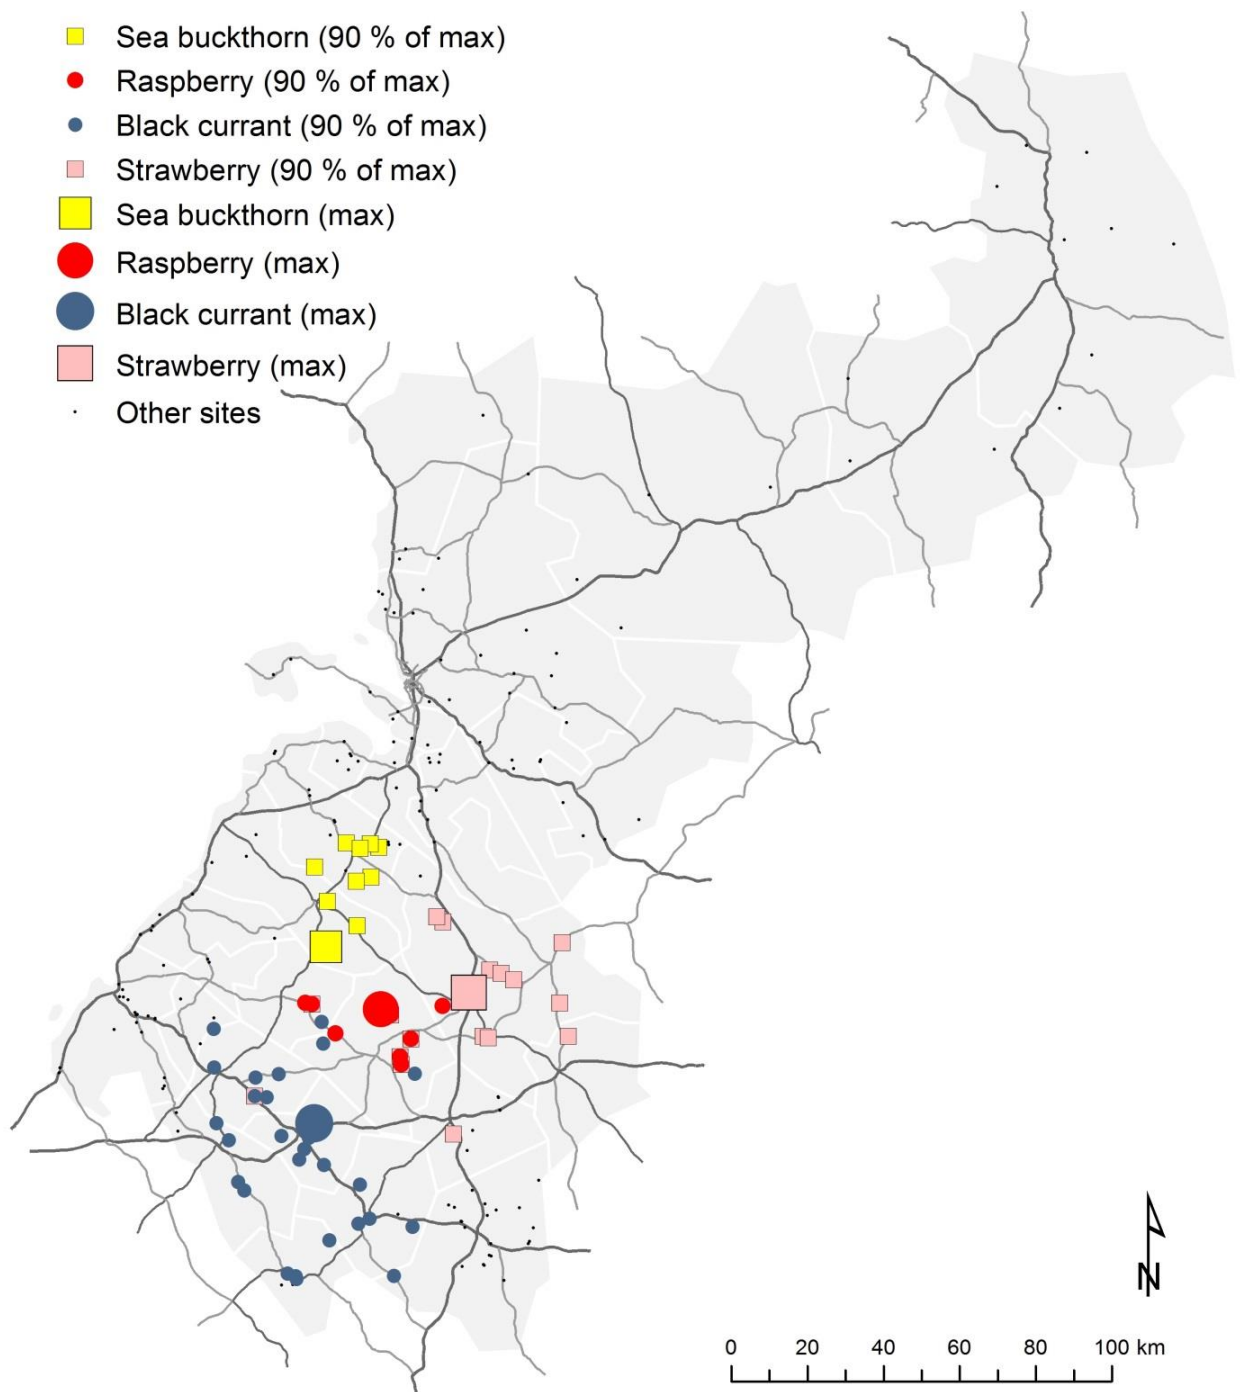 Sea buckthorn (90 % of max)
Raspberry (90 % of max)
Black currant (90 % of max)
Strawberry (90 % of max)
Sea buckthorn (max)
Raspberry (max)
Black currant (max)
Strawberry (max)
Other sites
N
0 20 40 60 80 100 km